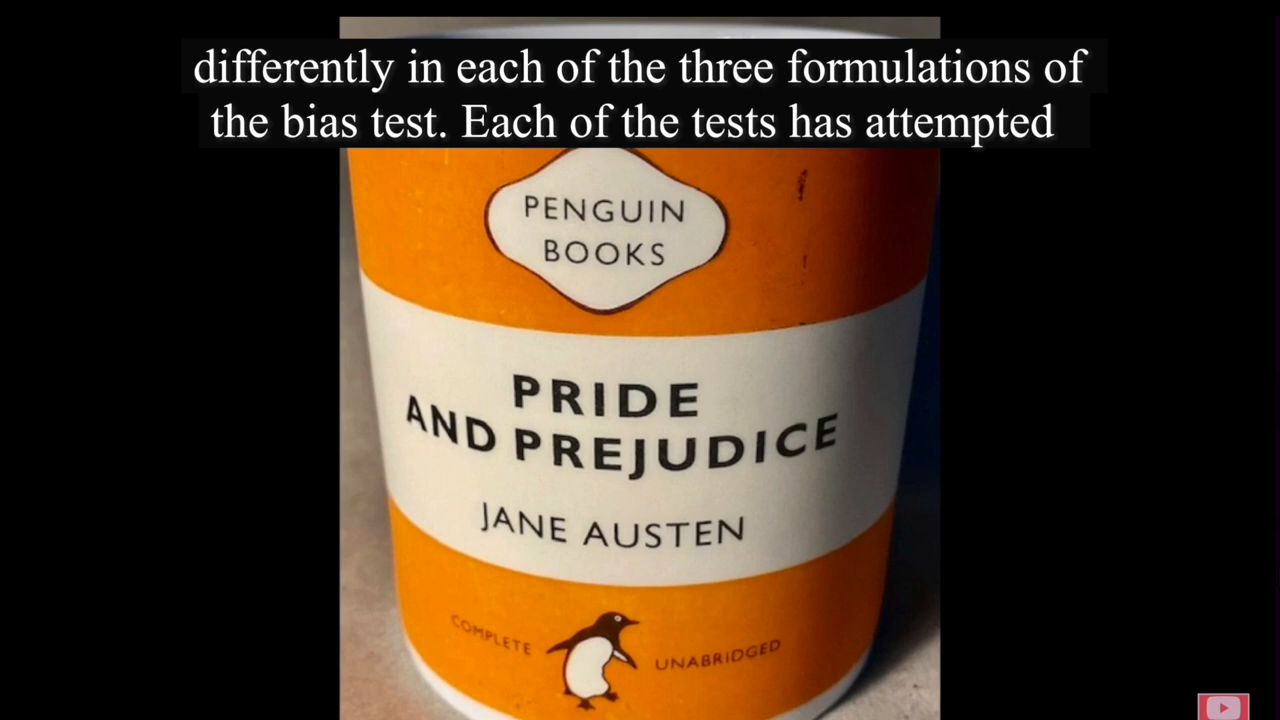 differently in each of the three formulations of
the bias test. Each of the tests has attempted
PENGUIN
BOOKS
PRIDE
AND PREJUDICE
JANE AUSTEN
COMPLETE UNABRIDGED